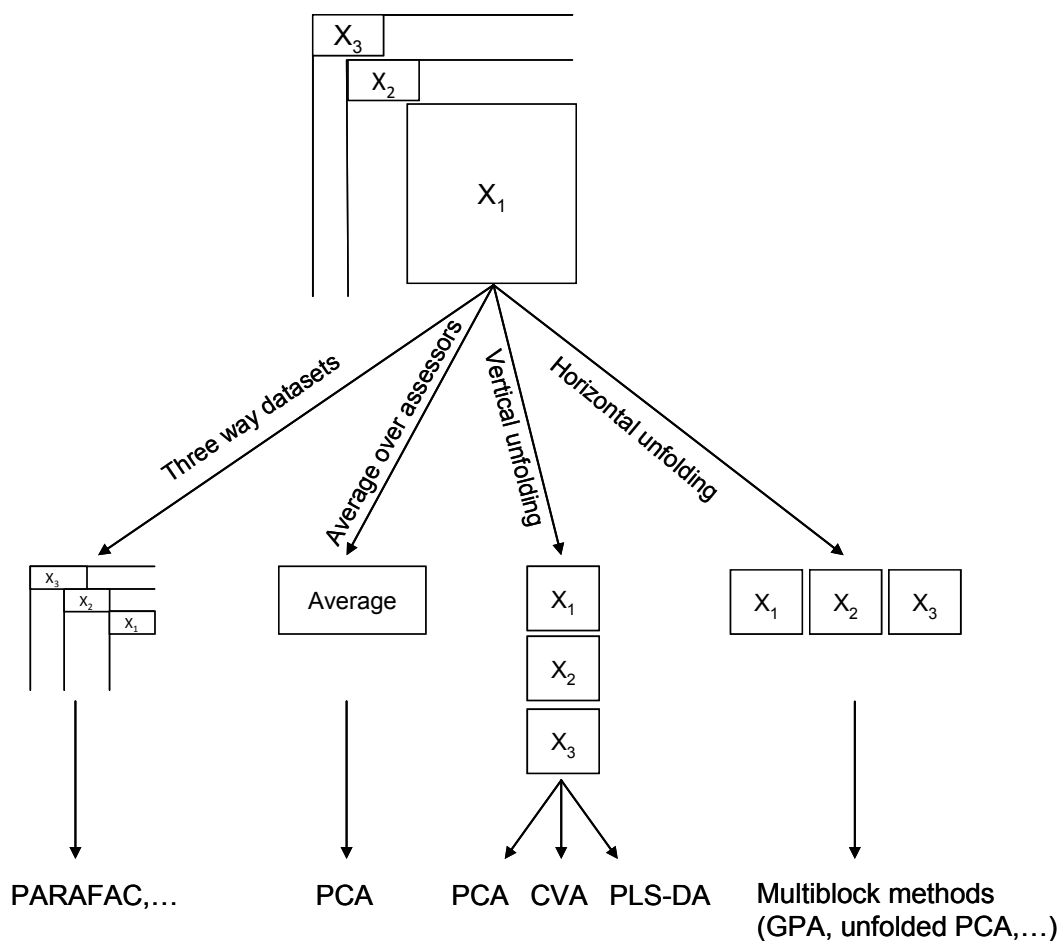 X₃
X₂
X₁
Three way datasets
Average over assessors
Vertical unfolding
Horizontal unfolding
X₃
X₂
X₁
Average
X₁
X₂
X₃
X₁ X₂ X₃
PARAFAC,…
PCA
PCA CVA PLS-DA
Multiblock methods
(GPA, unfolded PCA,…)